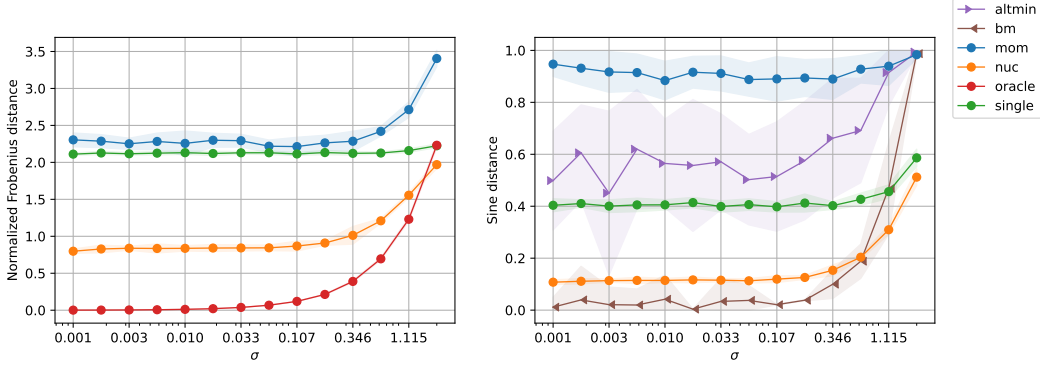 Normalized Frobenius distance
3.5
3.0
2.5
2.0
1.5
1.0
0.5
0.0
0.001 0.003 0.010 0.033 0.107 0.346 1.115
σ
Sine distance
1.0
0.8
0.6
0.4
0.2
0.0
0.001 0.003 0.010 0.033 0.107 0.346 1.115
σ
altmin
bm
mom
nuc
oracle
single